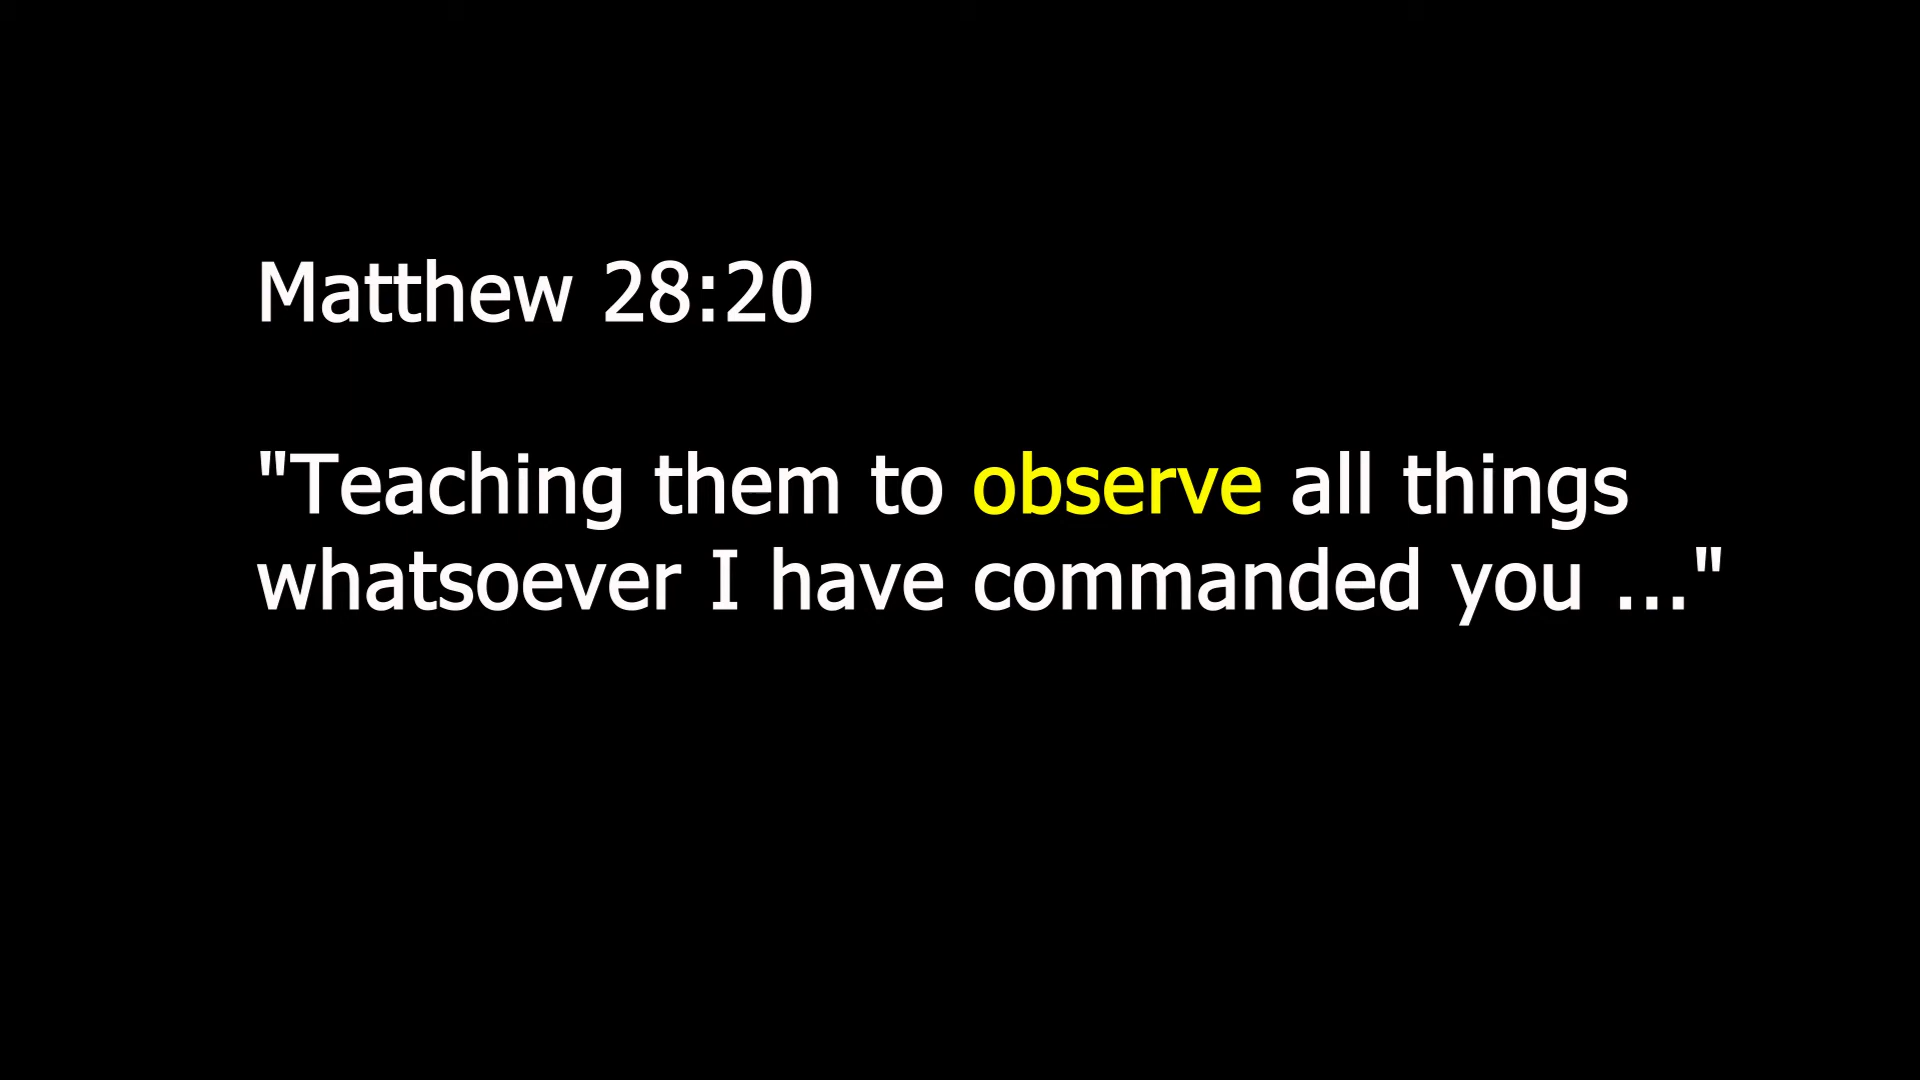 Matthew 28:20
"Teaching them to observe all things
whatsoever I have commanded you ..."